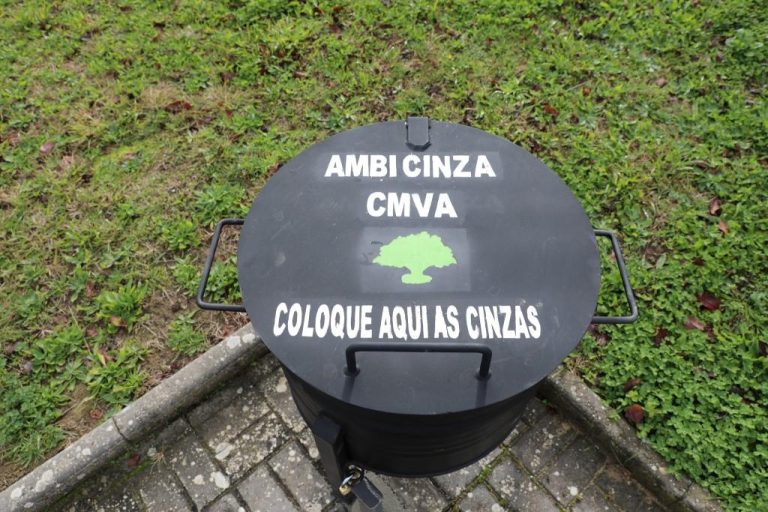 AMBI CINZA
CMVA
COLOQUE AQUI AS CINZAS